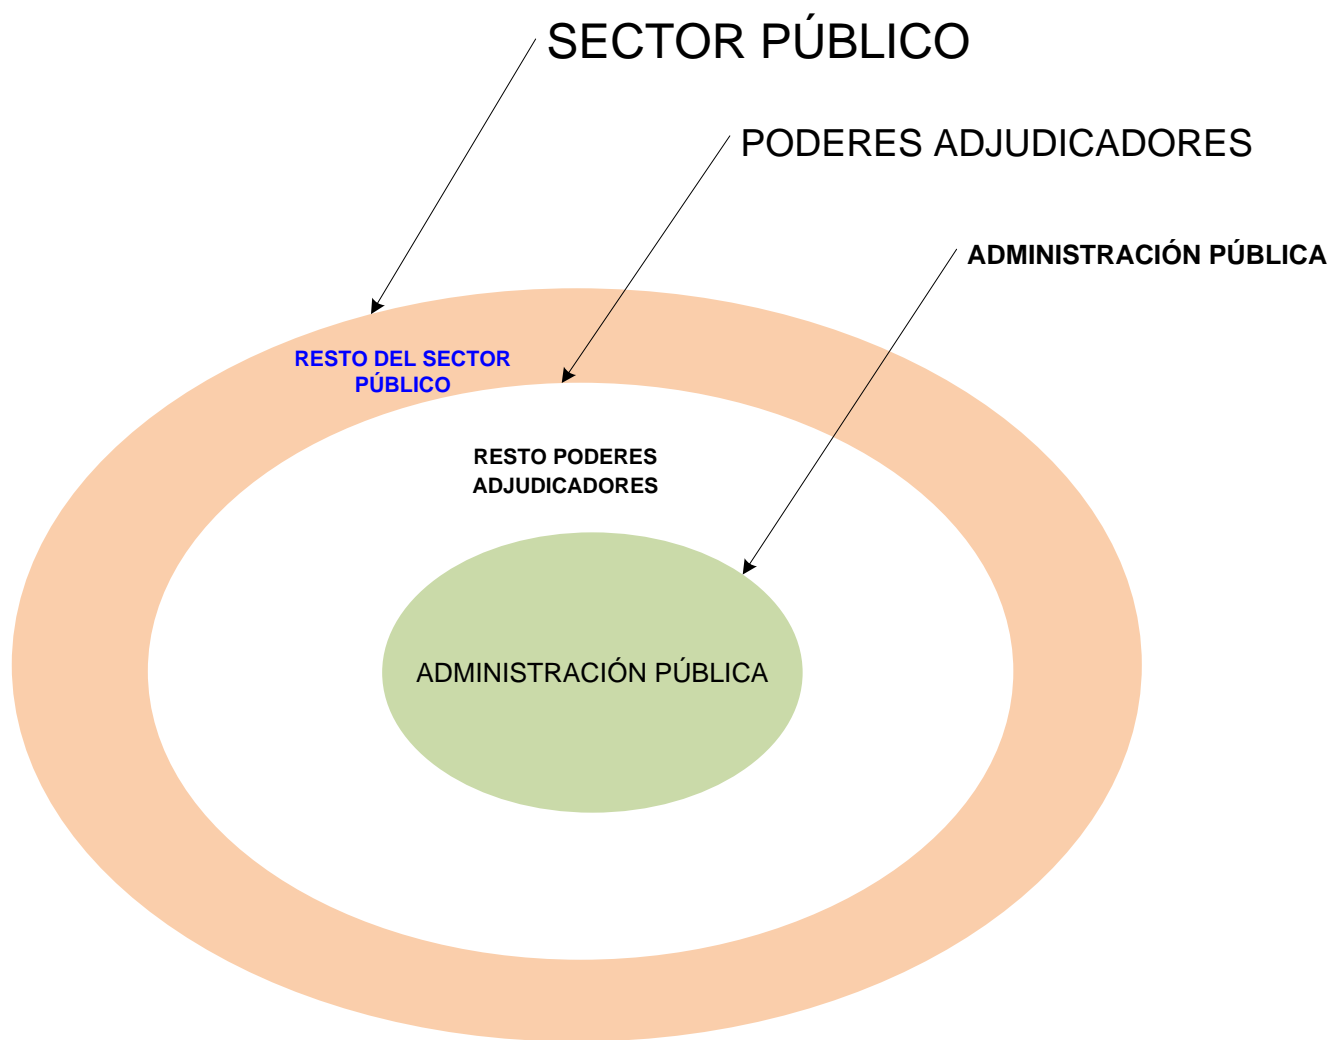 SECTOR PÚBLICO
PODERES ADJUDICADORES
ADMINISTRACIÓN PÚBLICA
RESTO DEL SECTOR
PÚBLICO
RESTO PODERES
ADJUDICADORES
ADMINISTRACIÓN PÚBLICA